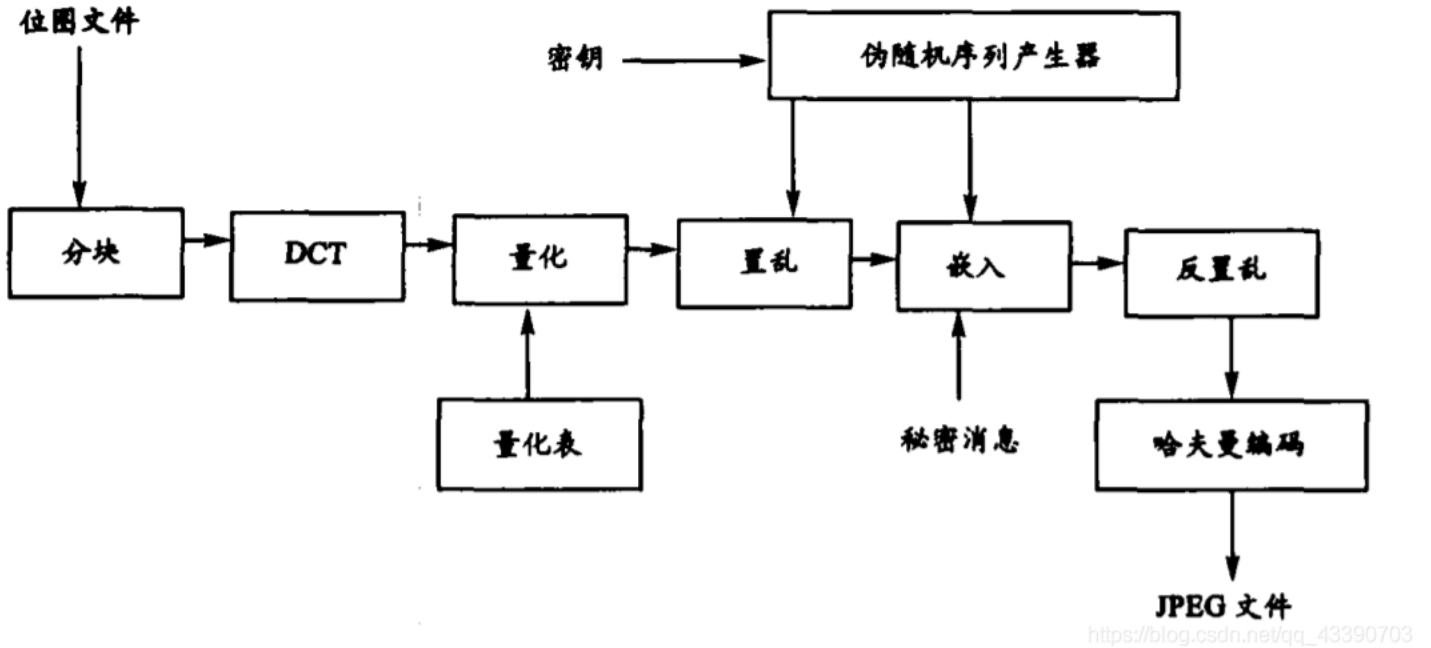 位图文件
密钥
伪随机序列产生器
分块
DCT
量化
置乱
嵌入
反置乱
量化表
秘密消息
哈夫曼编码
JPEG 文件
https://blog.csdn.net/qq_43390703